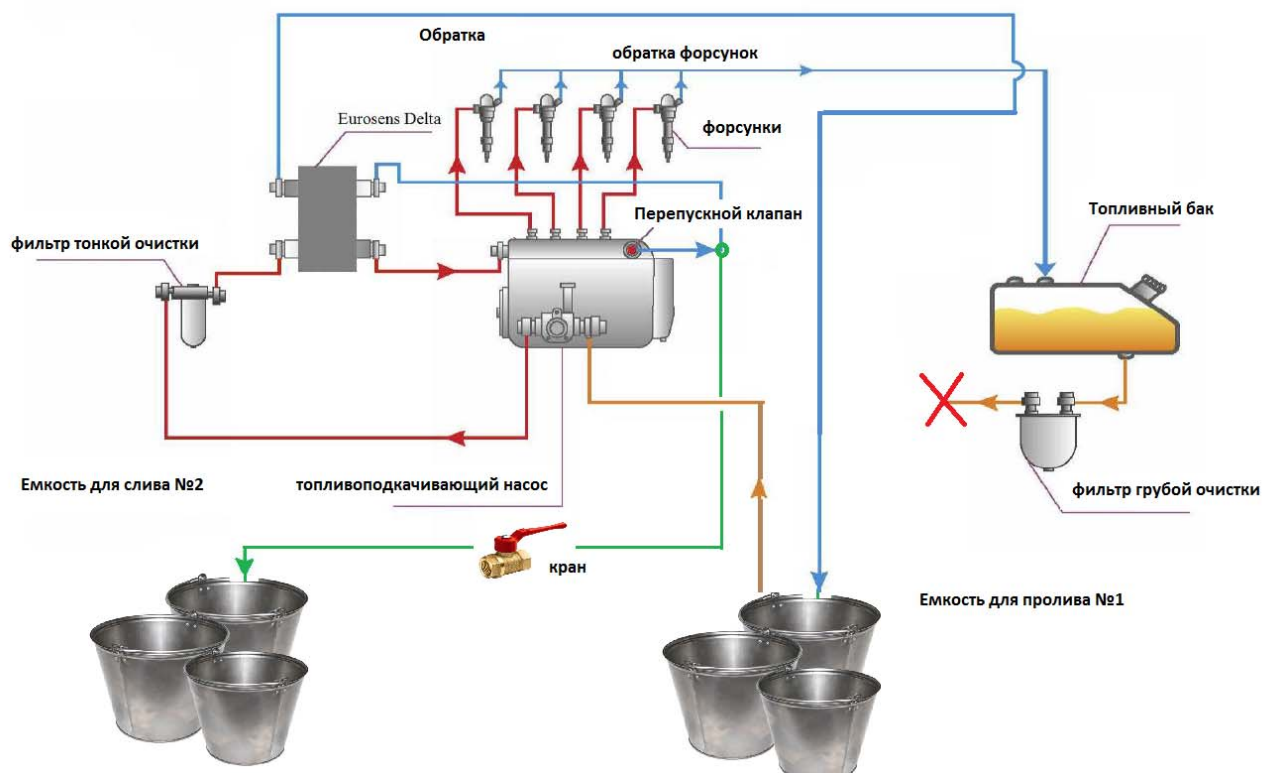 Обратка
обратка форсунок
Eurosens Delta
форсунки
Перепускной клапан
Топливный бак
фильтр тонкой очистки
Емкость для слива №2
топливоподкачивающий насос
фильтр грубой очистки
кран
Емкость для пролива №1